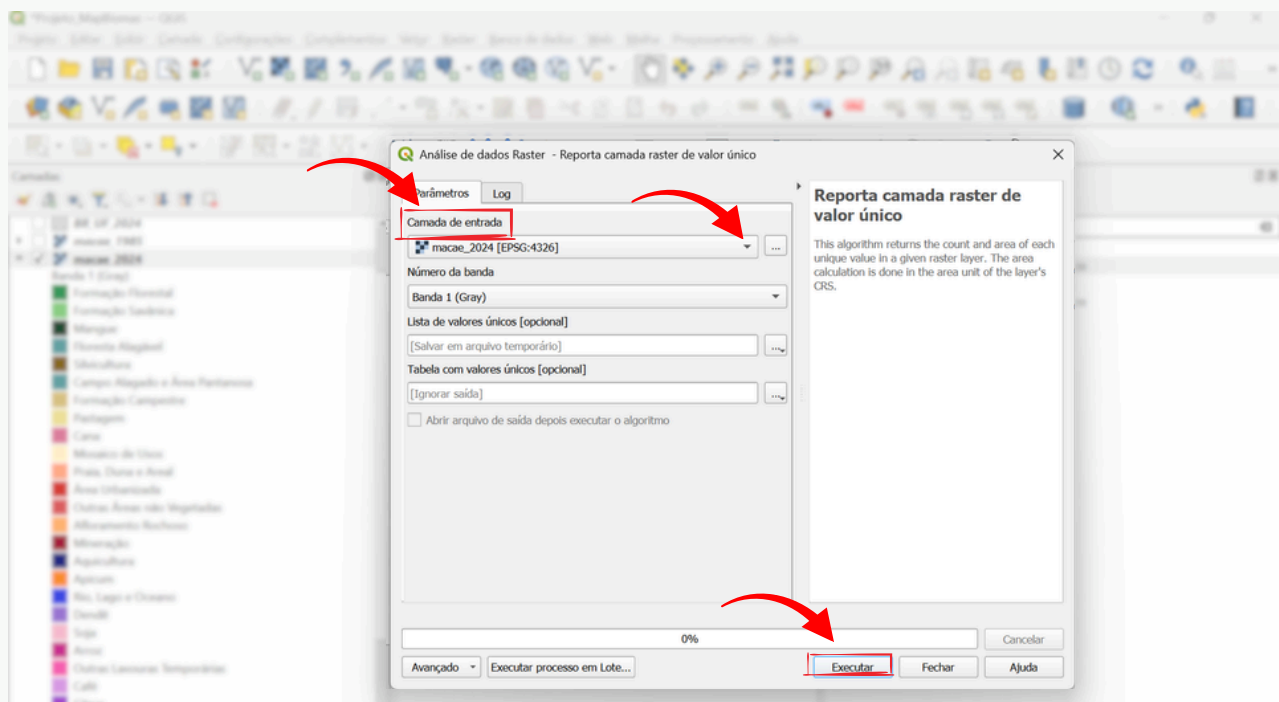 *Projeto_MapBiomas — QGIS
Projeto Editar Exibir Camada Configurações Complementos Vetor Raster Banco de dados Web Malha Processamento Ajuda
Análise de dados Raster - Reporta camada raster de valor único
Camadas
Parâmetros Log
BR_UF_2024
macae_1985
macae_2024
Banda 1 (Gray)
Formação Florestal
Formação Savânica
Mangue
Floresta Alagável
Silvicultura
Campo Alagado e Área Pantanosa
Formação Campestre
Pastagem
Cana
Mosaico de Usos
Praia, Duna e Areal
Área Urbanizada
Outras Áreas não Vegetadas
Afloramento Rochoso
Mineração
Aquicultura
Apicum
Rio, Lago e Oceano
Dendê
Soja
Arroz
Outras Lavouras Temporárias
Café
Camada de entrada
macae_2024 [EPSG:4326]
...
Número da banda
Banda 1 (Gray)
Lista de valores únicos [opcional]
[Salvar em arquivo temporário]
...
Tabela com valores únicos [opcional]
[Ignorar saída]
...
Abrir arquivo de saída depois executar o algoritmo
Reporta camada raster de
valor único
This algorithm returns the count and area of each
unique value in a given raster layer. The area
calculation is done in the area unit of the layer's
CRS.
0%
Cancelar
Avançado Executar processo em Lote...
Executar Fechar Ajuda